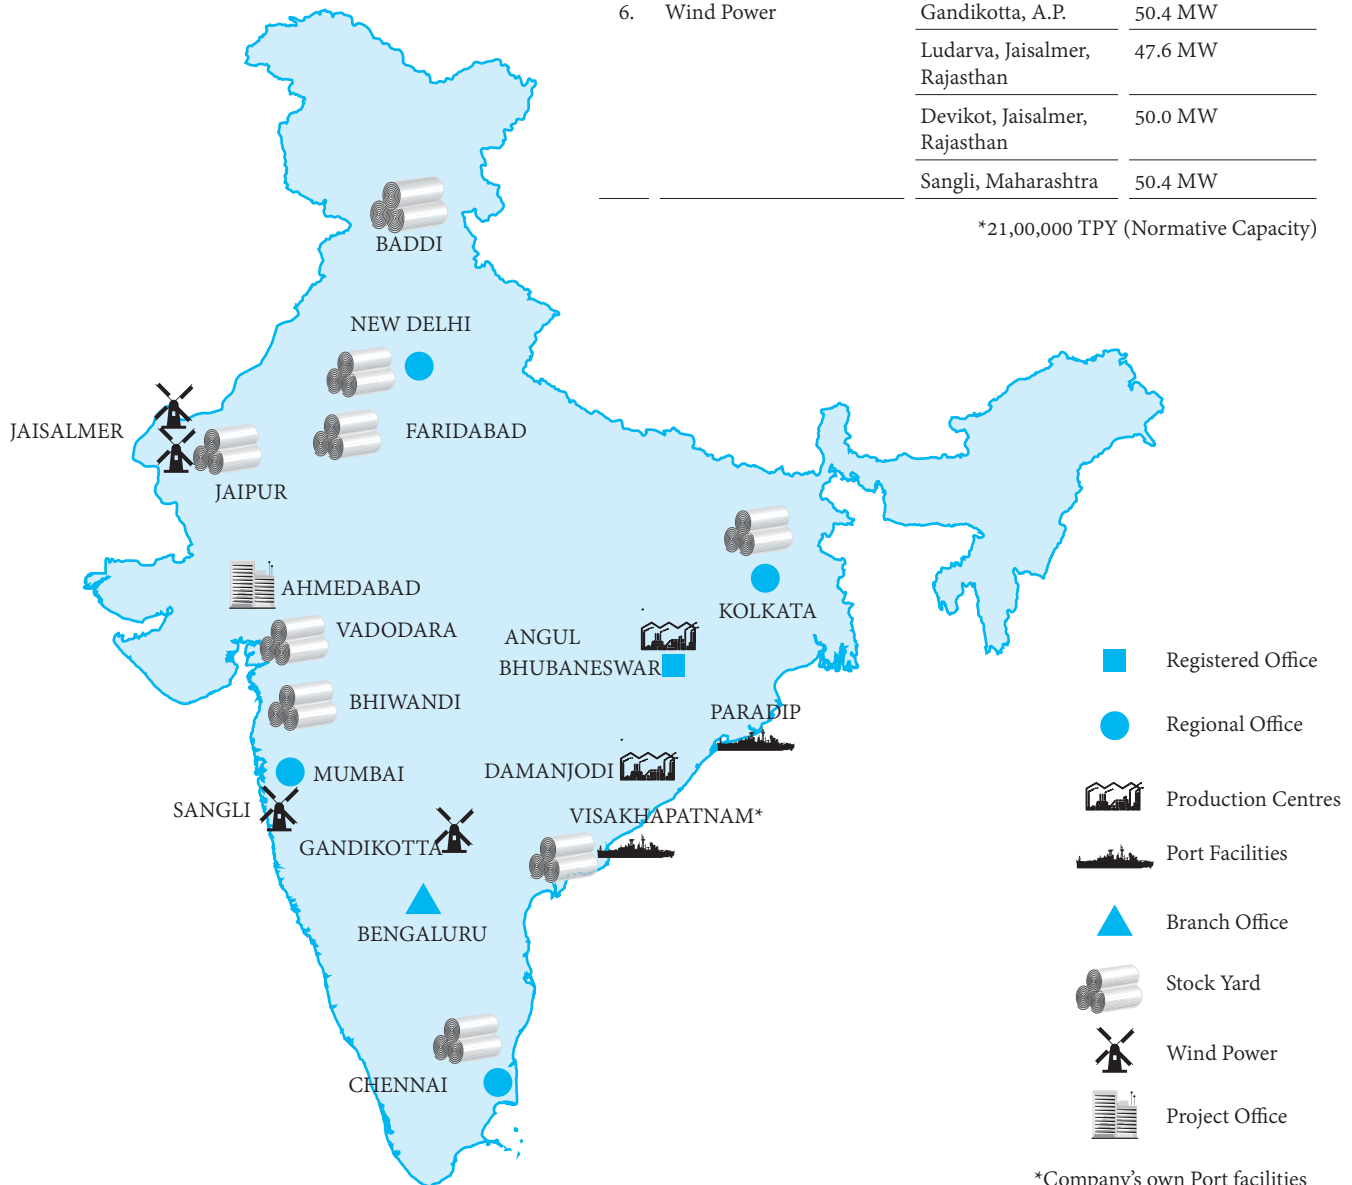 6. Wind Power Gandikotta, A.P. 50.4 MW
Ludarva, Jaisalmer, 47.6 MW
Rajasthan
Devikot, Jaisalmer, 50.0 MW
Rajasthan
Sangli, Maharashtra 50.4 MW
*21,00,000 TPY (Normative Capacity)
BADDI
NEW DELHI
JAISALMER
FARIDABAD
JAIPUR
AHMEDABAD
KOLKATA
VADODARA
ANGUL
BHUBANESWAR
BHIWANDI
PARADIP
MUMBAI
DAMANJODI
SANGLI
VISAKHAPATNAM*
GANDIKOTTA
BENGALURU
CHENNAI
Registered Office
Regional Office
Production Centres
Port Facilities
Branch Office
Stock Yard
Wind Power
Project Office
*Company's own Port facilities